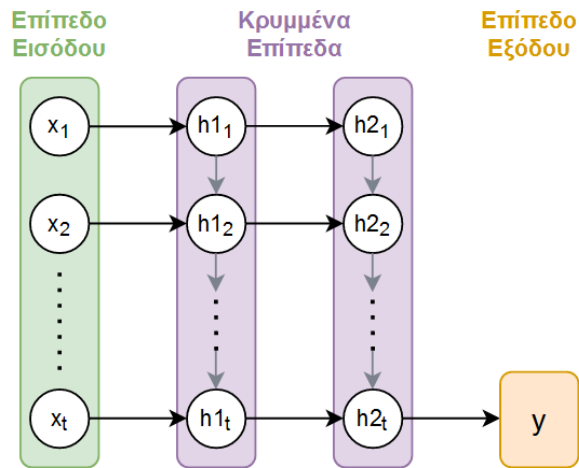 Επίπεδο
Εισόδου
Κρυμμένα
Επίπεδα
Επίπεδο
Εξόδου
x₁
h1₁
h2₁
x₂
h1₂
h2₂
xₜ
h1ₜ
h2ₜ
y